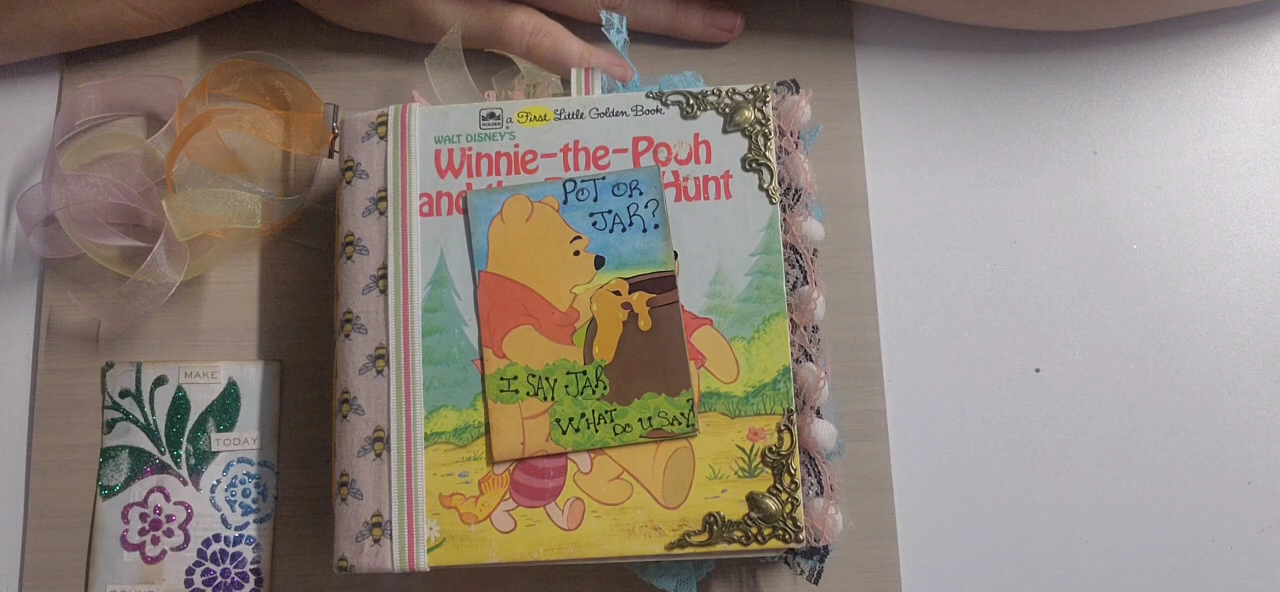 a First Little Golden Book
GOLDEN
WALT DISNEY'S
Winnie-the-Pooh
and Hunt
POT OR
JAR?
I SAY JAR
WHAT DO U SAY?
MAKE
TODAY